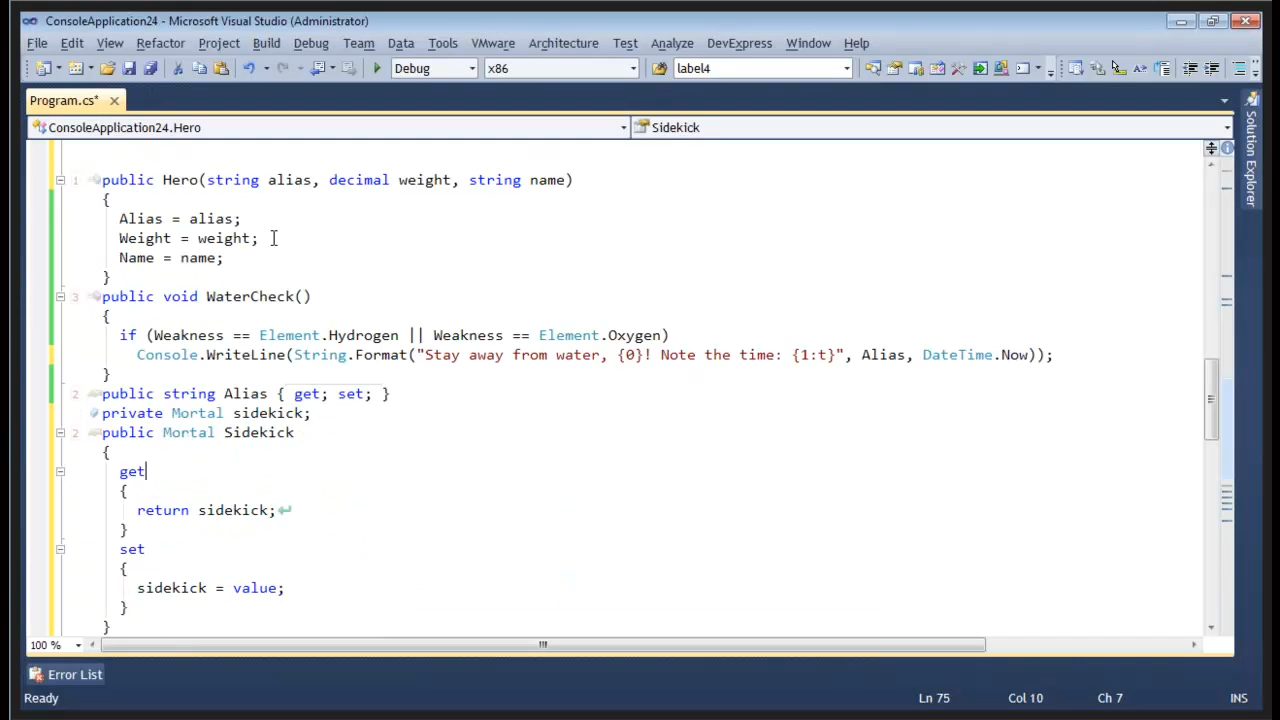 ConsoleApplication24 - Microsoft Visual Studio (Administrator)
File Edit View Refactor Project Build Debug Team Data Tools VMware Architecture Test Analyze DevExpress Window Help
Debug x86 label4
Program.cs*
ConsoleApplication24.Hero Sidekick
Solution Explorer
1 public Hero(string alias, decimal weight, string name)
{
Alias = alias;
Weight = weight;
Name = name;
}
3 public void WaterCheck()
{
if (Weakness == Element.Hydrogen || Weakness == Element.Oxygen)
Console.WriteLine(String.Format("Stay away from water, {0}! Note the time: {1:t}", Alias, DateTime.Now));
}
2 public string Alias { get; set; }
private Mortal sidekick;
2 public Mortal Sidekick
{
get
{
return sidekick;
}
set
{
sidekick = value;
}
}
100 %
Error List
Ready Ln 75 Col 10 Ch 7 INS